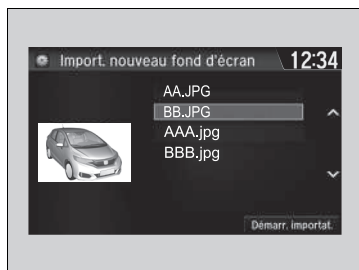 Import. nouveau fond d'écran
12:34
AA.JPG
BB.JPG
AAA.jpg
BBB.jpg
Démarr. importat.